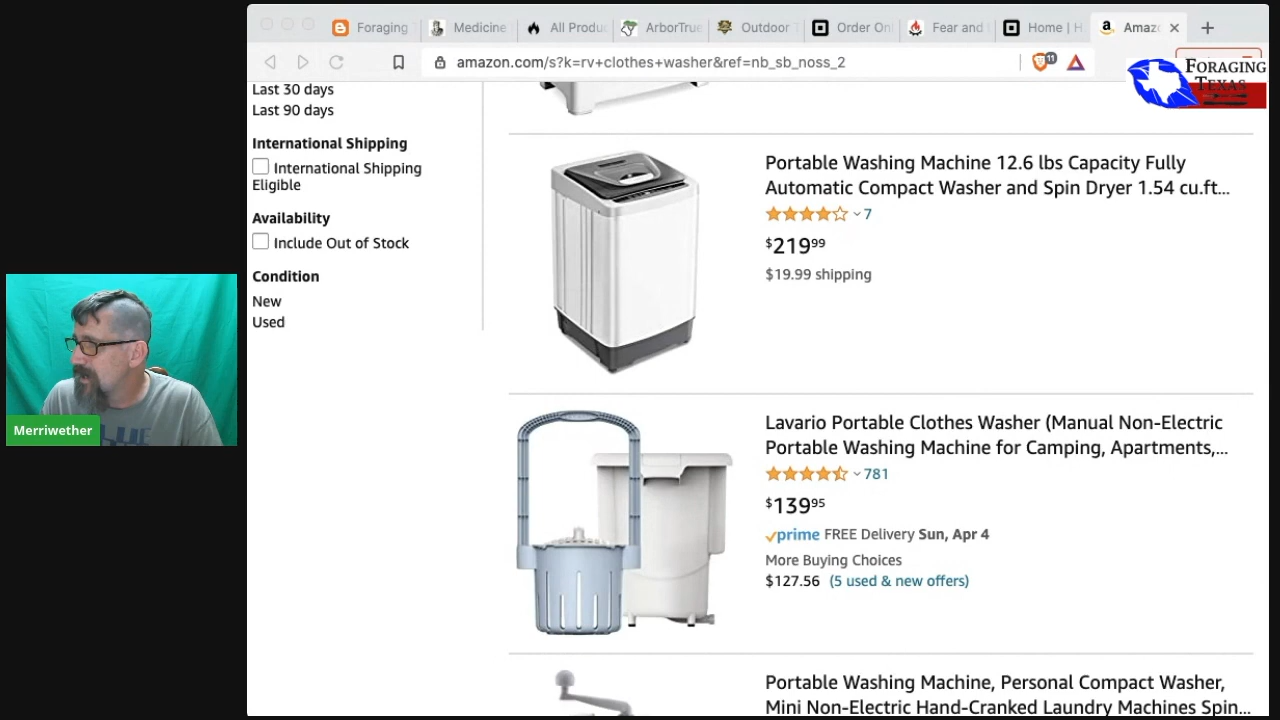 Foraging
Medicine
All Produ
ArborTrue
Outdoor
Order On
Fear and
Home | H
Amaz
amazon.com/s?k=rv+clothes+washer&ref=nb_sb_noss_2
11
FORAGING
TEXAS
Last 30 days
Last 90 days
International Shipping
International Shipping
Eligible
Availability
Include Out of Stock
Condition
New
Used
Merriwether
Portable Washing Machine 12.6 lbs Capacity Fully
Automatic Compact Washer and Spin Dryer 1.54 cu.ft...
7
$219.99
$19.99 shipping
Lavario Portable Clothes Washer (Manual Non-Electric
Portable Washing Machine for Camping, Apartments,...
781
$139.95
prime FREE Delivery Sun, Apr 4
More Buying Choices
$127.56 (5 used & new offers)
Portable Washing Machine, Personal Compact Washer,
Mini Non-Electric Hand-Cranked Laundry Machines Spin...